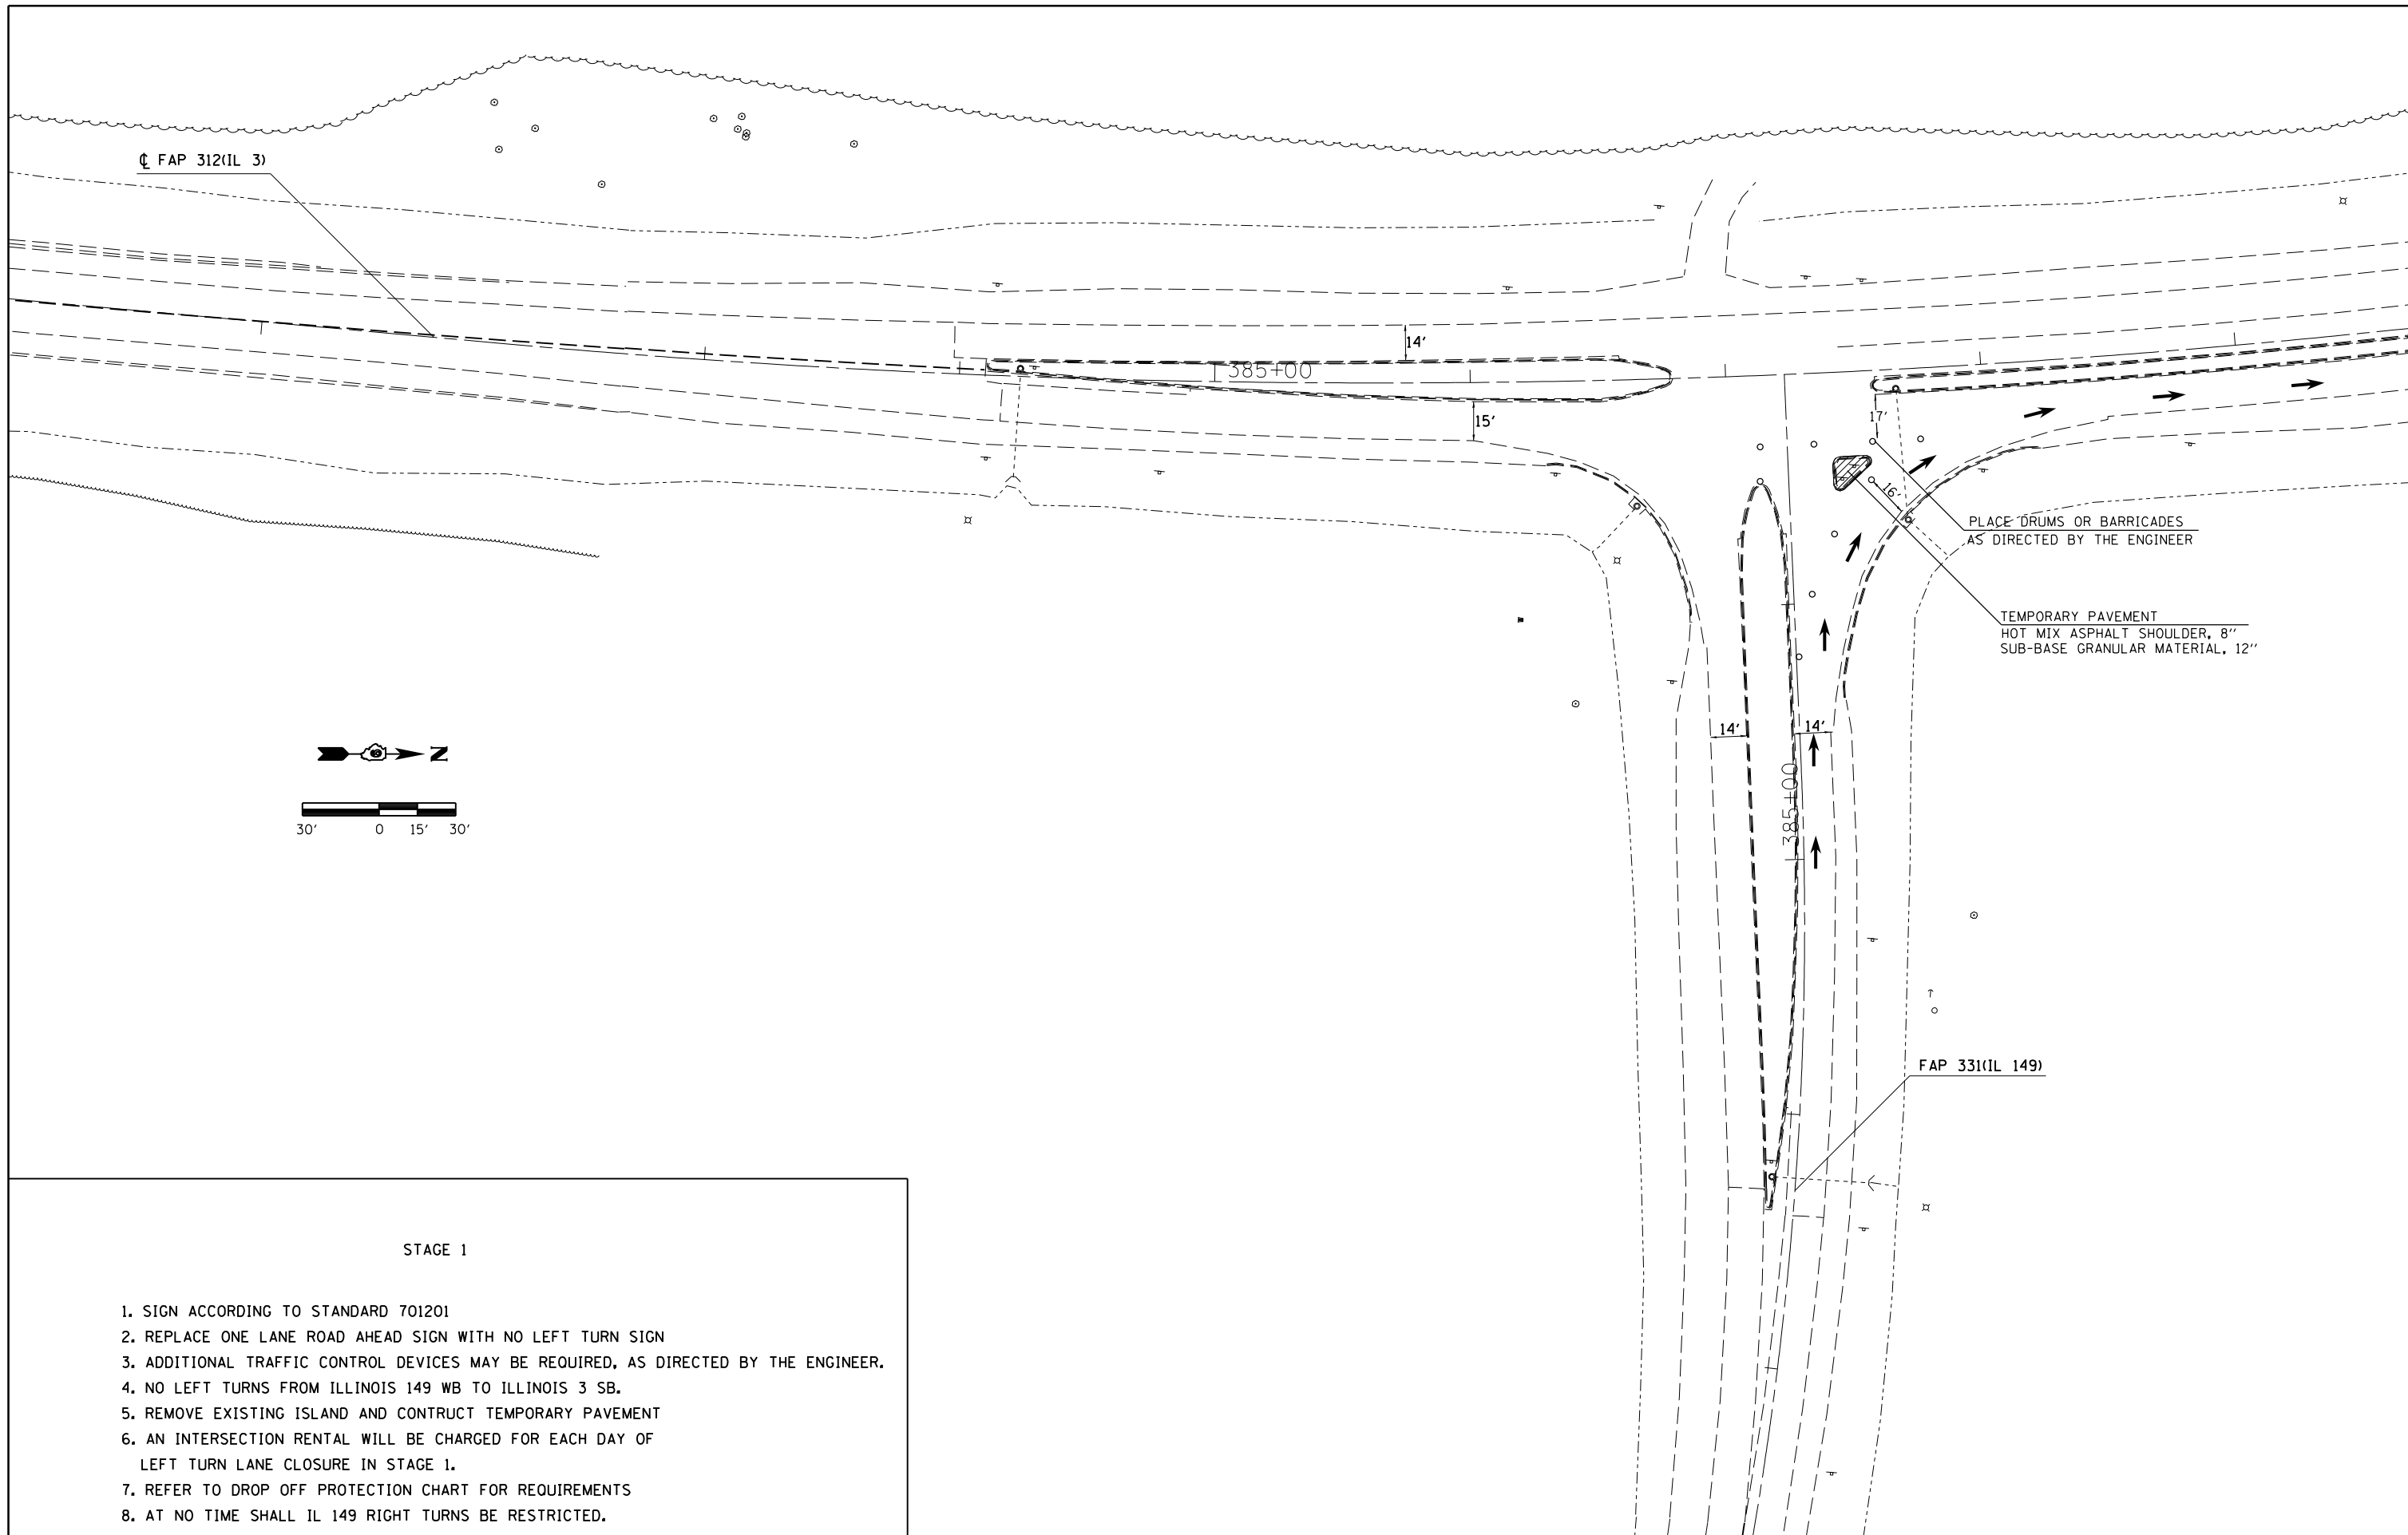 ℄ FAP 312(IL 3)
14'
385+00
15'
17'
16'
PLACE DRUMS OR BARRICADES
AS DIRECTED BY THE ENGINEER
TEMPORARY PAVEMENT
HOT MIX ASPHALT SHOULDER, 8"
SUB-BASE GRANULAR MATERIAL, 12"
14'
14'
385+00
N
30' 0 15' 30'
FAP 331(IL 149)
STAGE 1
1. SIGN ACCORDING TO STANDARD 701201
2. REPLACE ONE LANE ROAD AHEAD SIGN WITH NO LEFT TURN SIGN
3. ADDITIONAL TRAFFIC CONTROL DEVICES MAY BE REQUIRED, AS DIRECTED BY THE ENGINEER.
4. NO LEFT TURNS FROM ILLINOIS 149 WB TO ILLINOIS 3 SB.
5. REMOVE EXISTING ISLAND AND CONTRUCT TEMPORARY PAVEMENT
6. AN INTERSECTION RENTAL WILL BE CHARGED FOR EACH DAY OF
LEFT TURN LANE CLOSURE IN STAGE 1.
7. REFER TO DROP OFF PROTECTION CHART FOR REQUIREMENTS
8. AT NO TIME SHALL IL 149 RIGHT TURNS BE RESTRICTED.